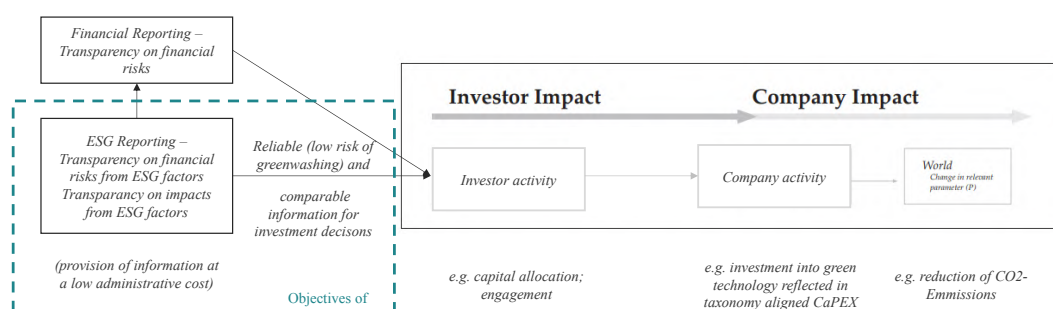 Financial Reporting –
Transparency on financial
risks
ESG Reporting –
Transparency on financial
risks from ESG factors
Transparancy on impacts
from ESG factors
(provision of information at
a low administrative cost)
Reliable (low risk of
greenwashing) and
comparable
information for
investment decisons
Objectives of
Investor Impact
Company Impact
Investor activity
Company activity
World
Change in relevant
parameter (P)
e.g. capital allocation;
engagement
e.g. investment into green
technology reflected in
taxonomy aligned CaPEX
e.g. reduction of CO2-
Emmissions